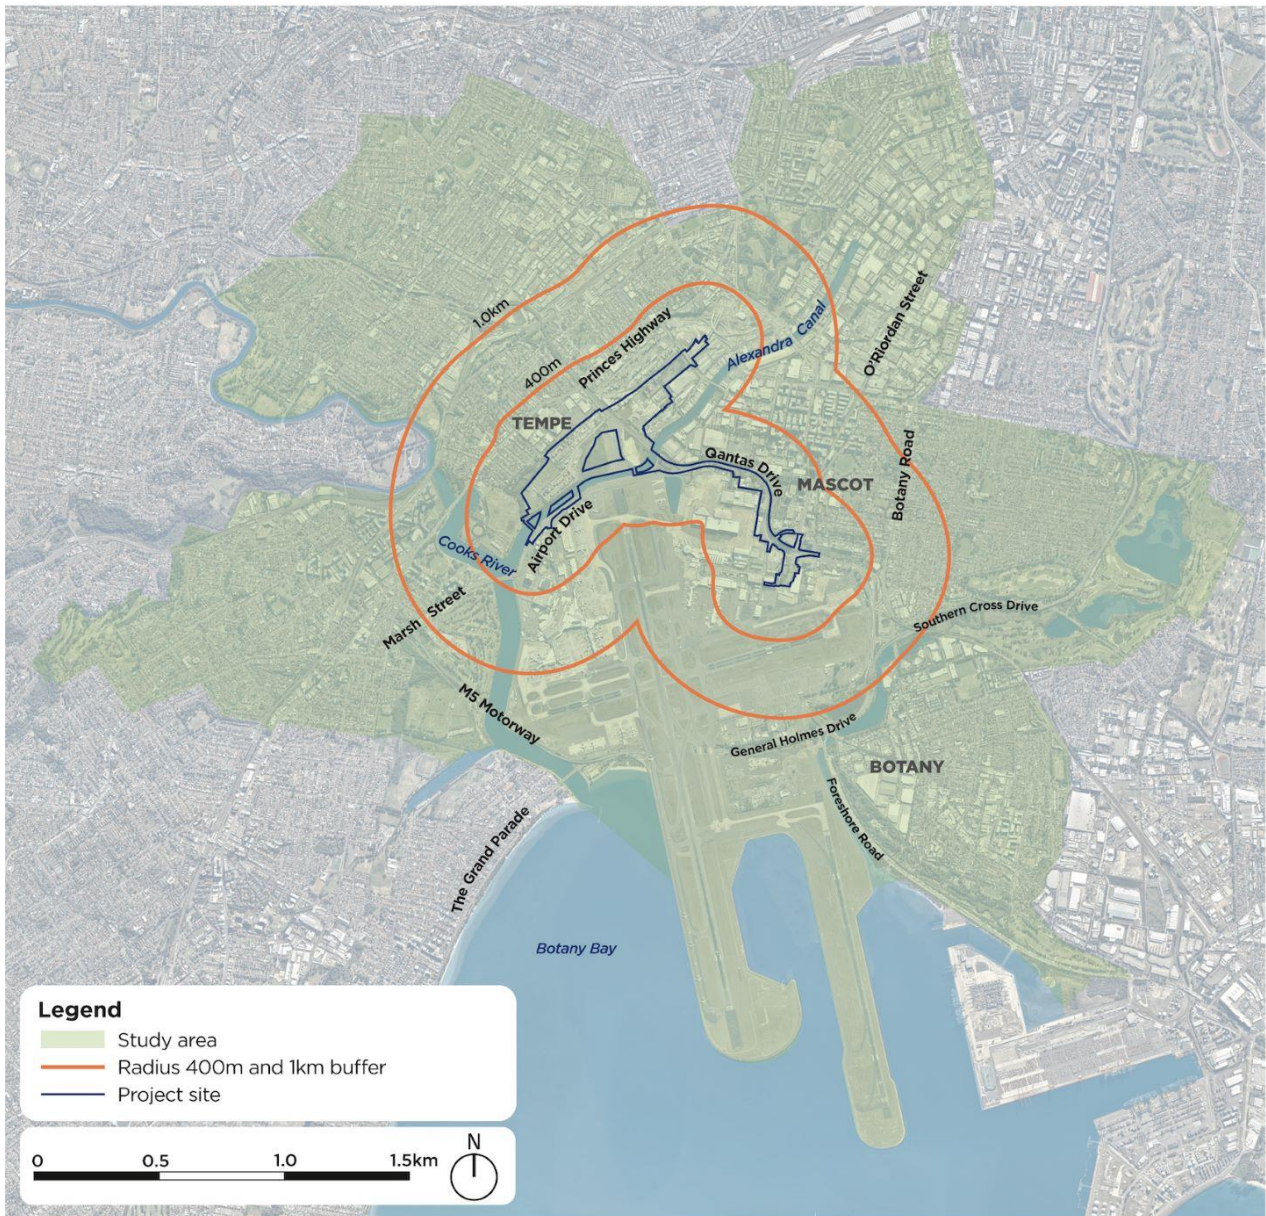 1.0km
400m
Princes Highway
Alexandra Canal
O'Riordan Street
TEMPE
Qantas Drive
MASCOT
Botany Road
Airport Drive
Cooks River
Marsh Street
Southern Cross Drive
M5 Motorway
General Holmes Drive
BOTANY
Foreshore Road
The Grand Parade
Botany Bay
Legend
Study area
Radius 400m and 1km buffer
Project site
0 0.5 1.0 1.5km
N